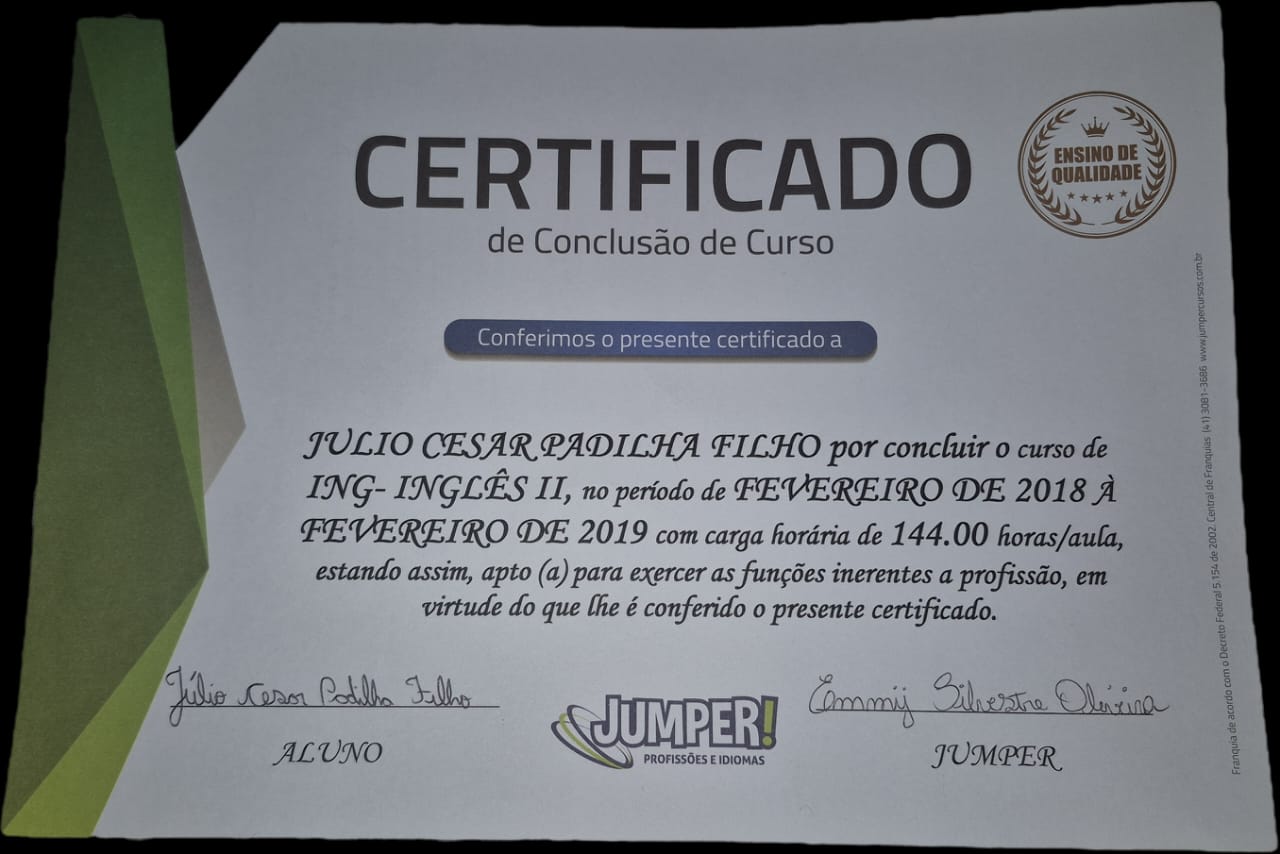 CERTIFICADO
de Conclusão de Curso
ENSINO DE
QUALIDADE
Conferimos o presente certificado a
JULIO CESAR PADILHA FILHO por concluir o curso de
ING- INGLÊS II, no período de FEVEREIRO DE 2018 À
FEVEREIRO DE 2019 com carga horária de 144.00 horas/aula,
estando assim, apto (a) para exercer as funções inerentes a profissão, em
virtude do que lhe é conferido o presente certificado.
Júlio Cesar Padilha Filho
ALUNO
JUMPER!
PROFISSÕES E IDIOMAS
Emmij Silvestre Oliveira
JUMPER
Franquia de acordo com o Decreto Federal 5.154 de 2002. Central de Franquias (41) 3081-3686 www.jumpercursos.com.br